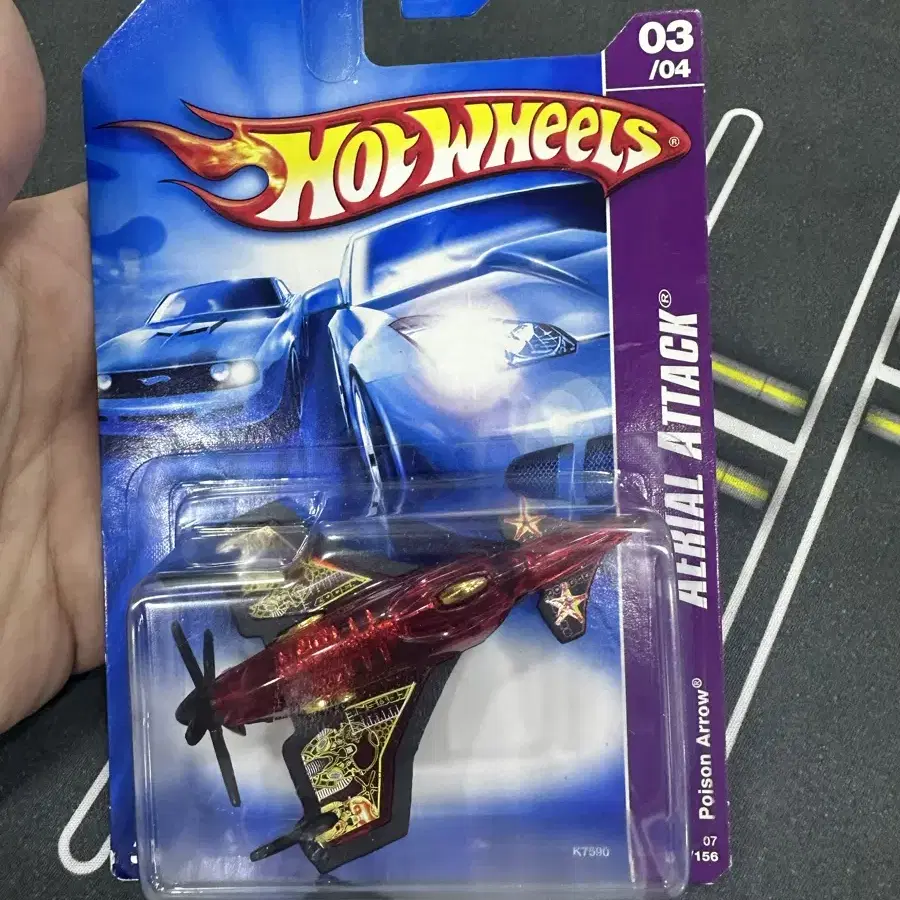 03
/04
HOT WHEELS®
AERIAL ATTACK®
Poison Arrow®
07
/156
K7590